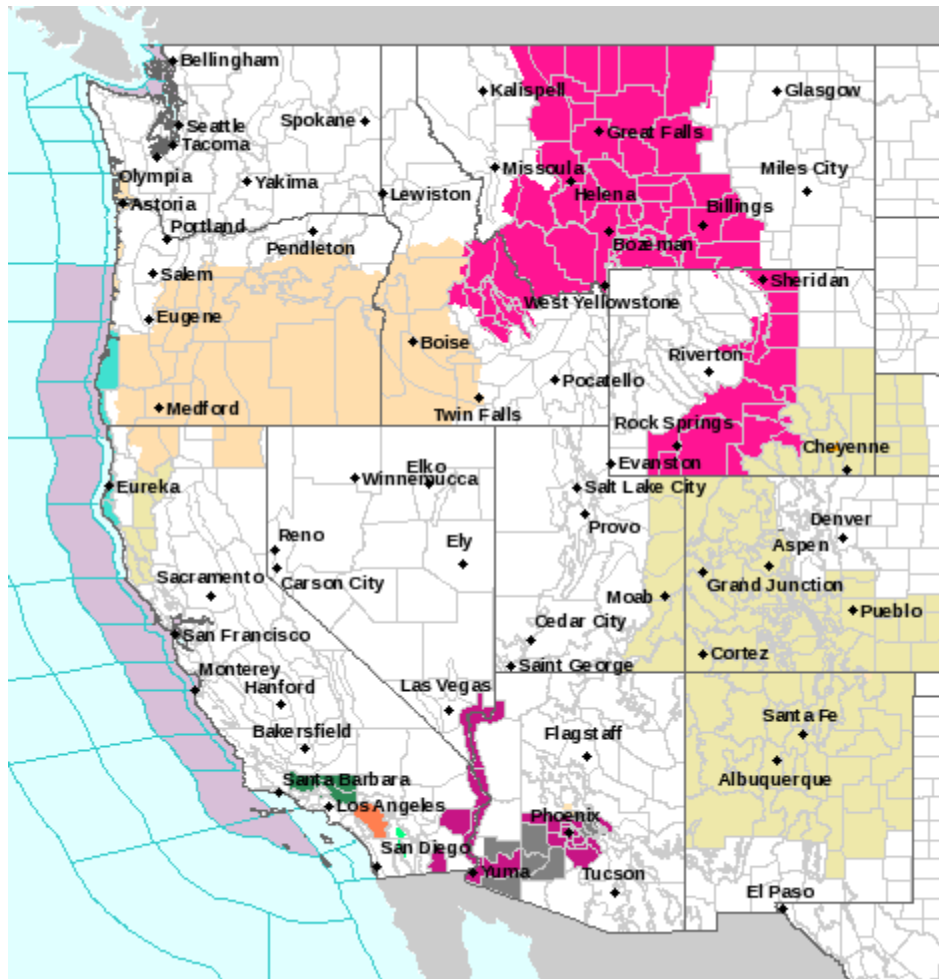 Bellingham
Kalispell
Glasgow
Seattle
Spokane
Great Falls
Tacoma
Olympia
Missoula
Miles City
Yakima
Lewiston
Helena
Astoria
Billings
Portland
Pendleton
Bozeman
Salem
Sheridan
West Yellowstone
Eugene
Boise
Riverton
Pocatello
Medford
Twin Falls
Rock Springs
Cheyenne
Evanston
Elko
Winnemucca
Eureka
Salt Lake City
Provo
Denver
Reno
Ely
Aspen
Sacramento
Carson City
Grand Junction
Moab
Pueblo
Cedar City
San Francisco
Cortez
Saint George
Monterey
Hanford
Las Vegas
Santa Fe
Bakersfield
Flagstaff
Albuquerque
Santa Barbara
Los Angeles
Phoenix
San Diego
Yuma
Tucson
El Paso